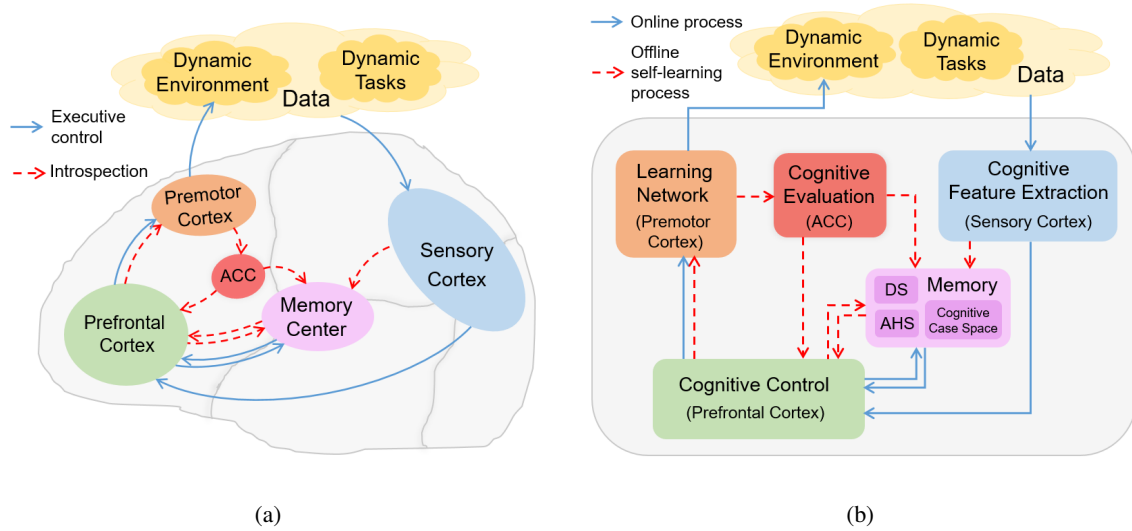 Dynamic
Environment
Dynamic
Tasks
Data
Executive
control
Introspection
Premotor
Cortex
ACC
Sensory
Cortex
Memory
Center
Prefrontal
Cortex
(a)
Online process
Offline
self-learning
process
Dynamic
Environment
Dynamic
Tasks
Data
Learning
Network
(Premotor
Cortex)
Cognitive
Evaluation
(ACC)
Cognitive
Feature Extraction
(Sensory Cortex)
DS
Memory
AHS
Cognitive
Case Space
Cognitive Control
(Prefrontal Cortex)
(b)